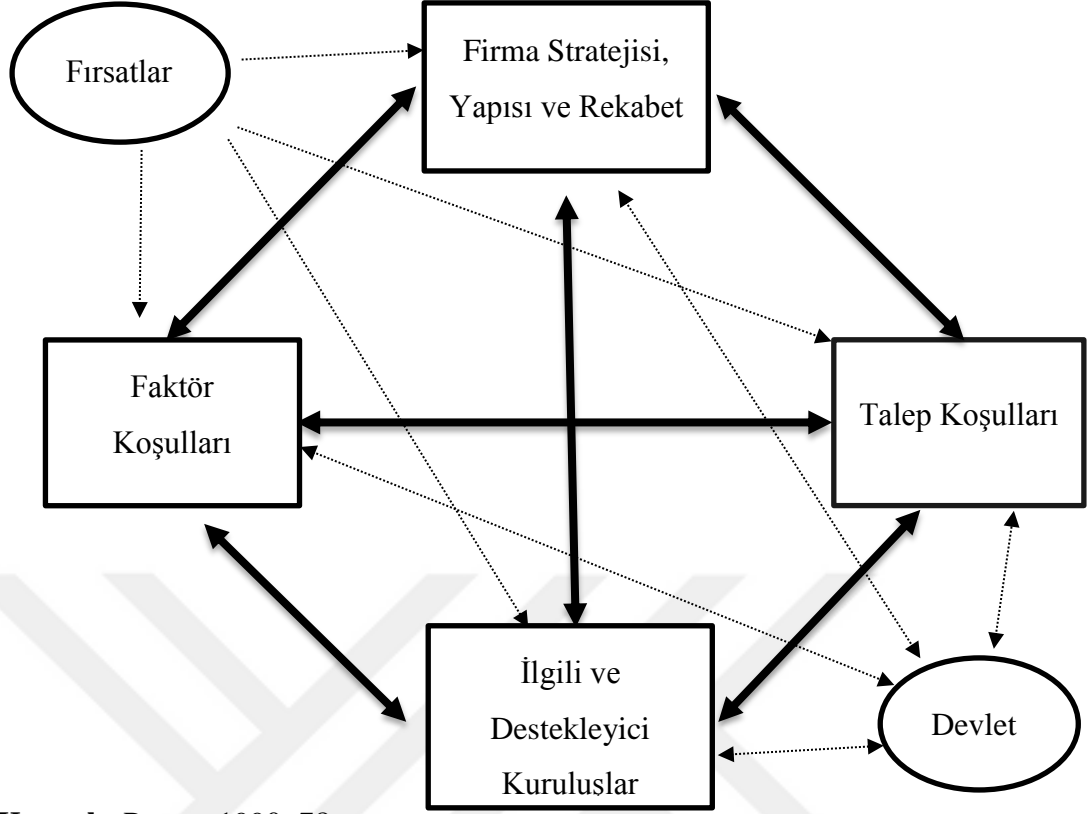 Fırsatlar
Firma Stratejisi,
Yapısı ve Rekabet
Faktör
Koşulları
Talep Koşulları
İlgili ve
Destekleyici
Kuruluşlar
Devlet